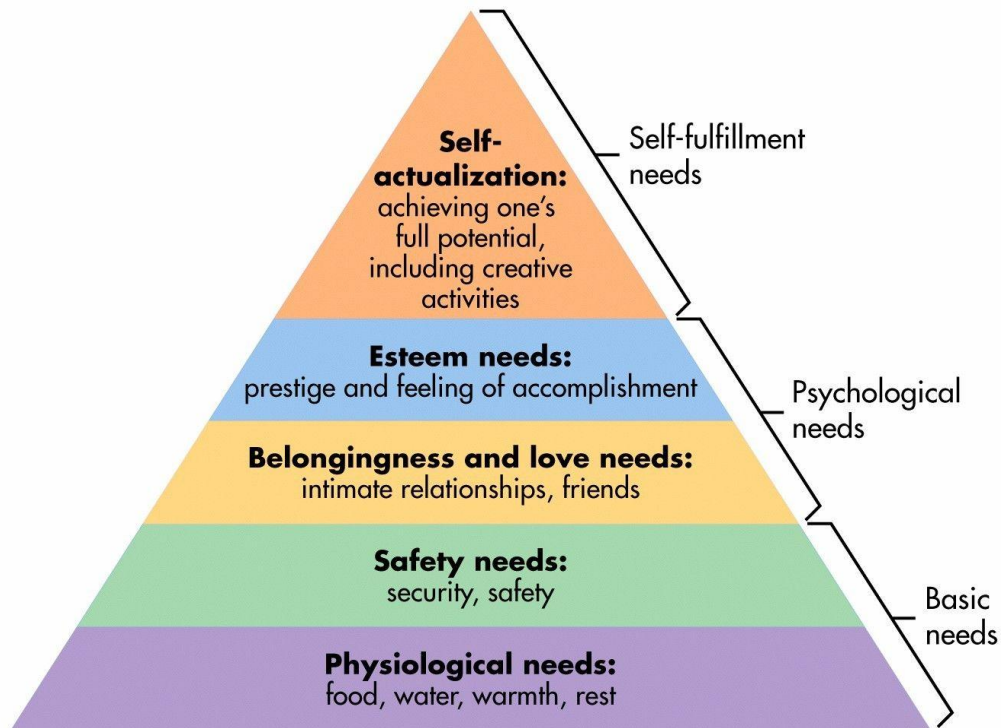 Self-
actualization:
achieving one's
full potential,
including creative
activities
Self-fulfillment
needs
Esteem needs:
prestige and feeling of accomplishment
Psychological
needs
Belongingness and love needs:
intimate relationships, friends
Safety needs:
security, safety
Basic
needs
Physiological needs:
food, water, warmth, rest